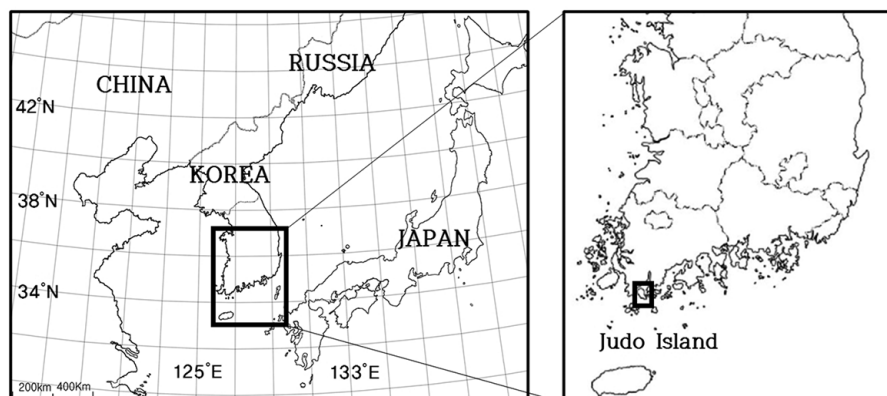 RUSSIA
CHINA
42°N
KOREA
38°N
JAPAN
34°N
Judo Island
125°E
133°E
200km 400Km